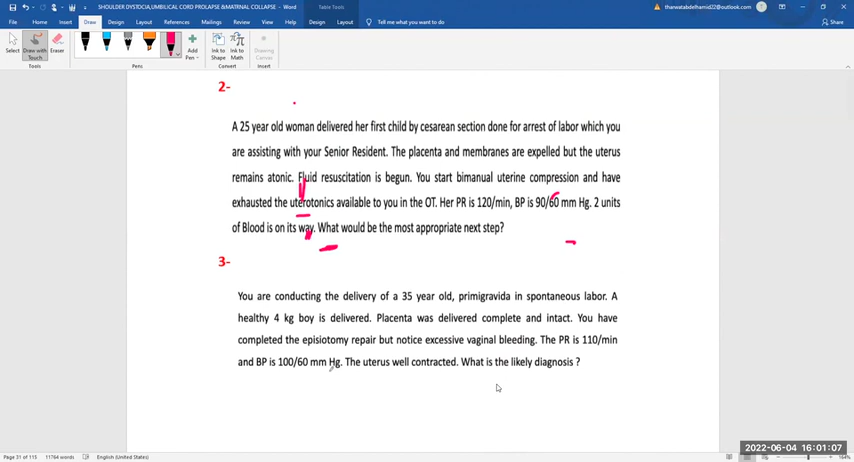 SHOULDER DYSTOCIA,UMBILICAL CORD PROLAPSE &MATRNAL COLLAPSE - Word
Table Tools
tharwatabdelhamid22@outlook.com
File Home Insert Draw Design Layout References Mailings Review View Help Design Layout Tell me what you want to do Share
Select Draw with Touch Eraser Add Pen Ink to Shape Ink to Math Drawing Canvas
Tools Pens Convert Insert
2-
A 25 year old woman delivered her first child by cesarean section done for arrest of labor which you
are assisting with your Senior Resident. The placenta and membranes are expelled but the uterus
remains atonic. Fluid resuscitation is begun. You start bimanual uterine compression and have
exhausted the uterotonics available to you in the OT. Her PR is 120/min, BP is 90/60 mm Hg. 2 units
of Blood is on its way. What would be the most appropriate next step?
3-
You are conducting the delivery of a 35 year old, primigravida in spontaneous labor. A
healthy 4 kg boy is delivered. Placenta was delivered complete and intact. You have
completed the episiotomy repair but notice excessive vaginal bleeding. The PR is 110/min
and BP is 100/60 mm Hg. The uterus well contracted. What is the likely diagnosis ?
2022-06-04 16:01:07
Page 31 of 115 11764 words English (United States) 164%